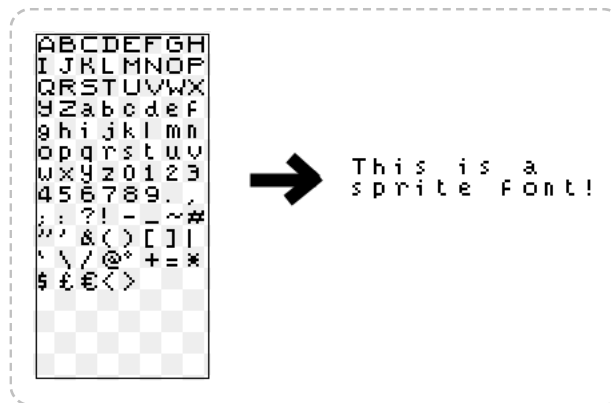 ABCDEFGH
IJKLMNOP
QRSTUVWX
YZabcdef
ghijklmn
opqrstuv
wxyz0123
456789.,
;:?!-_~#
"'&()[]|
`\/@°+=*
$£€<>
This is a
sprite font!